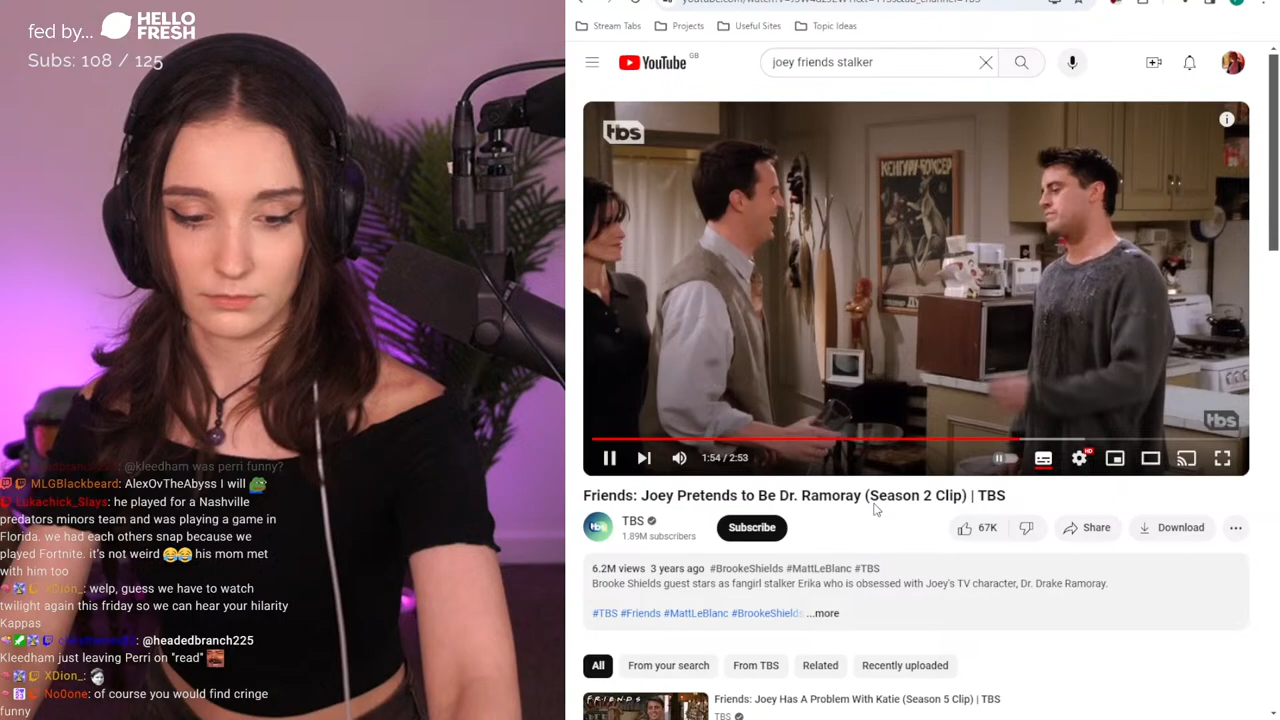 fed by... HELLO FRESH
Subs: 108 / 125
@kleedham was perri funny?
MLGBlackbeard: AlexOvTheAbyss I will
Lukachick_Slays: he played for a Nashville
predators minors team and was playing a game in
Florida. we had each others snap because we
played Fortnite. it's not weird 😂😂 his mom met
with him too
XDion_: welp, guess we have to watch
twilight again this friday so we can hear your hilarity
Kappas
: @headedbranch225
Kleedham just leaving Perri on "read"
XDion_:
No0one: of course you would find cringe
funny
Stream Tabs
Projects
Useful Sites
Topic Ideas
YouTube GB
joey friends stalker
tbs
tbs
1:54 / 2:53
HD
Friends: Joey Pretends to Be Dr. Ramoray (Season 2 Clip) | TBS
tbs
TBS
1.89M subscribers
Subscribe
67K
Share
Download
6.2M views 3 years ago #BrookeShields #MattLeBlanc #TBS
Brooke Shields guest stars as fangirl stalker Erika who is obsessed with Joey's TV character, Dr. Drake Ramoray.
#TBS #Friends #MattLeBlanc #BrookeShields ...more
All
From your search
From TBS
Related
Recently uploaded
FRIENDS
Friends: Joey Has A Problem With Katie (Season 5 Clip) | TBS
TBS